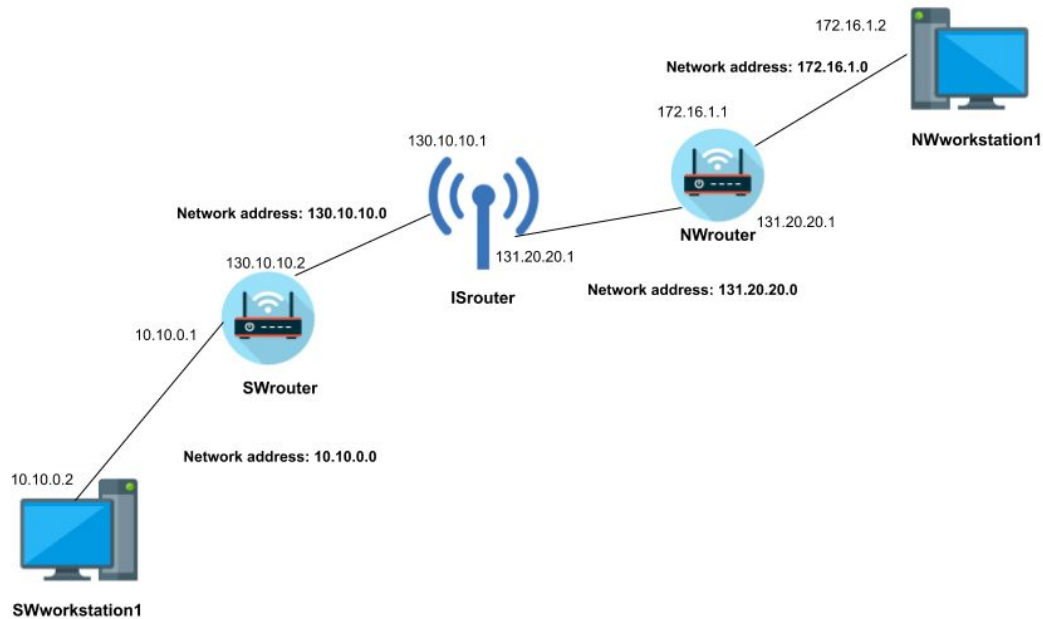 172.16.1.2
Network address: 172.16.1.0
172.16.1.1
NWworkstation1
130.10.10.1
Network address: 130.10.10.0
131.20.20.1
NWrouter
130.10.10.2
131.20.20.1
ISrouter
Network address: 131.20.20.0
10.10.0.1
SWrouter
Network address: 10.10.0.0
10.10.0.2
SWworkstation1